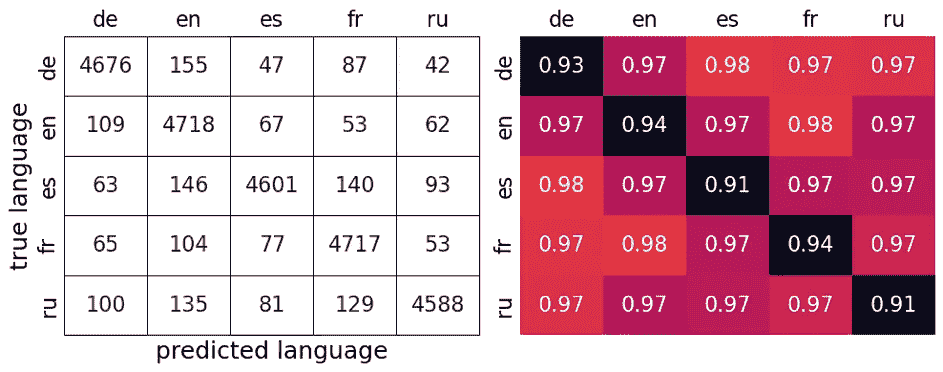 de en es fr ru
de 4676 155 47 87 42
en 109 4718 67 53 62
es 63 146 4601 140 93
fr 65 104 77 4717 53
ru 100 135 81 129 4588
true language
predicted language
de en es fr ru
de 0.93 0.97 0.98 0.97 0.97
en 0.97 0.94 0.97 0.98 0.97
es 0.98 0.97 0.91 0.97 0.97
fr 0.97 0.98 0.97 0.94 0.97
ru 0.97 0.97 0.97 0.97 0.91